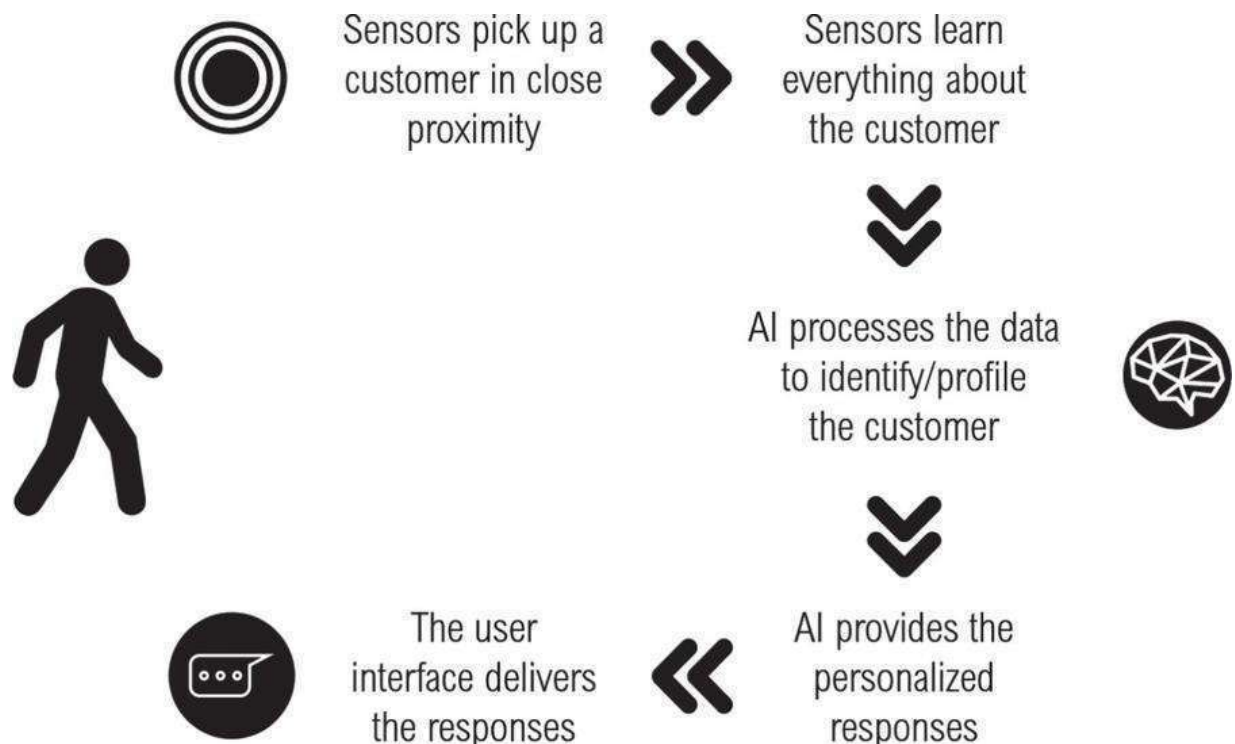 Sensors pick up a
customer in close
proximity
Sensors learn
everything about
the customer
AI processes the data
to identify/profile
the customer
AI provides the
personalized
responses
The user
interface delivers
the responses